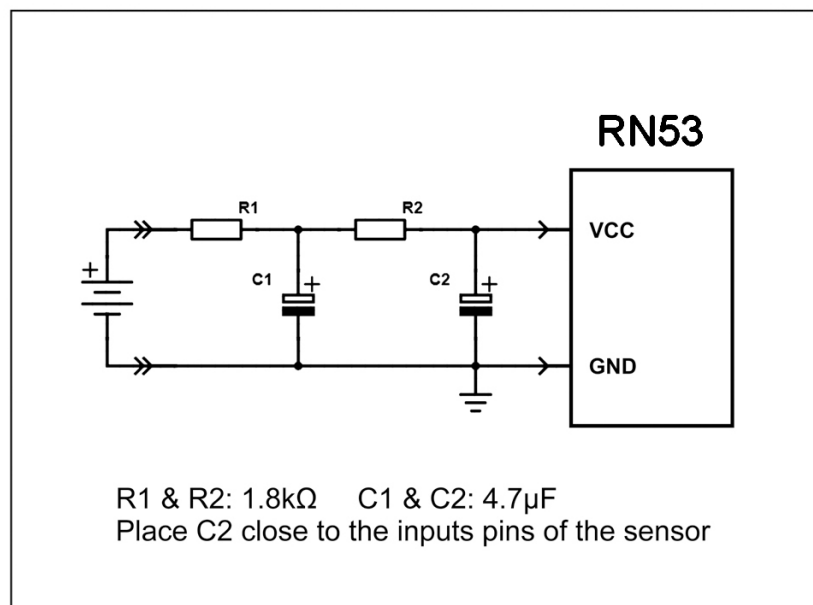 RN53
R1
R2
VCC
+
C1
+
C2
+
GND
R1 & R2: 1.8kΩ C1 & C2: 4.7µF
Place C2 close to the inputs pins of the sensor